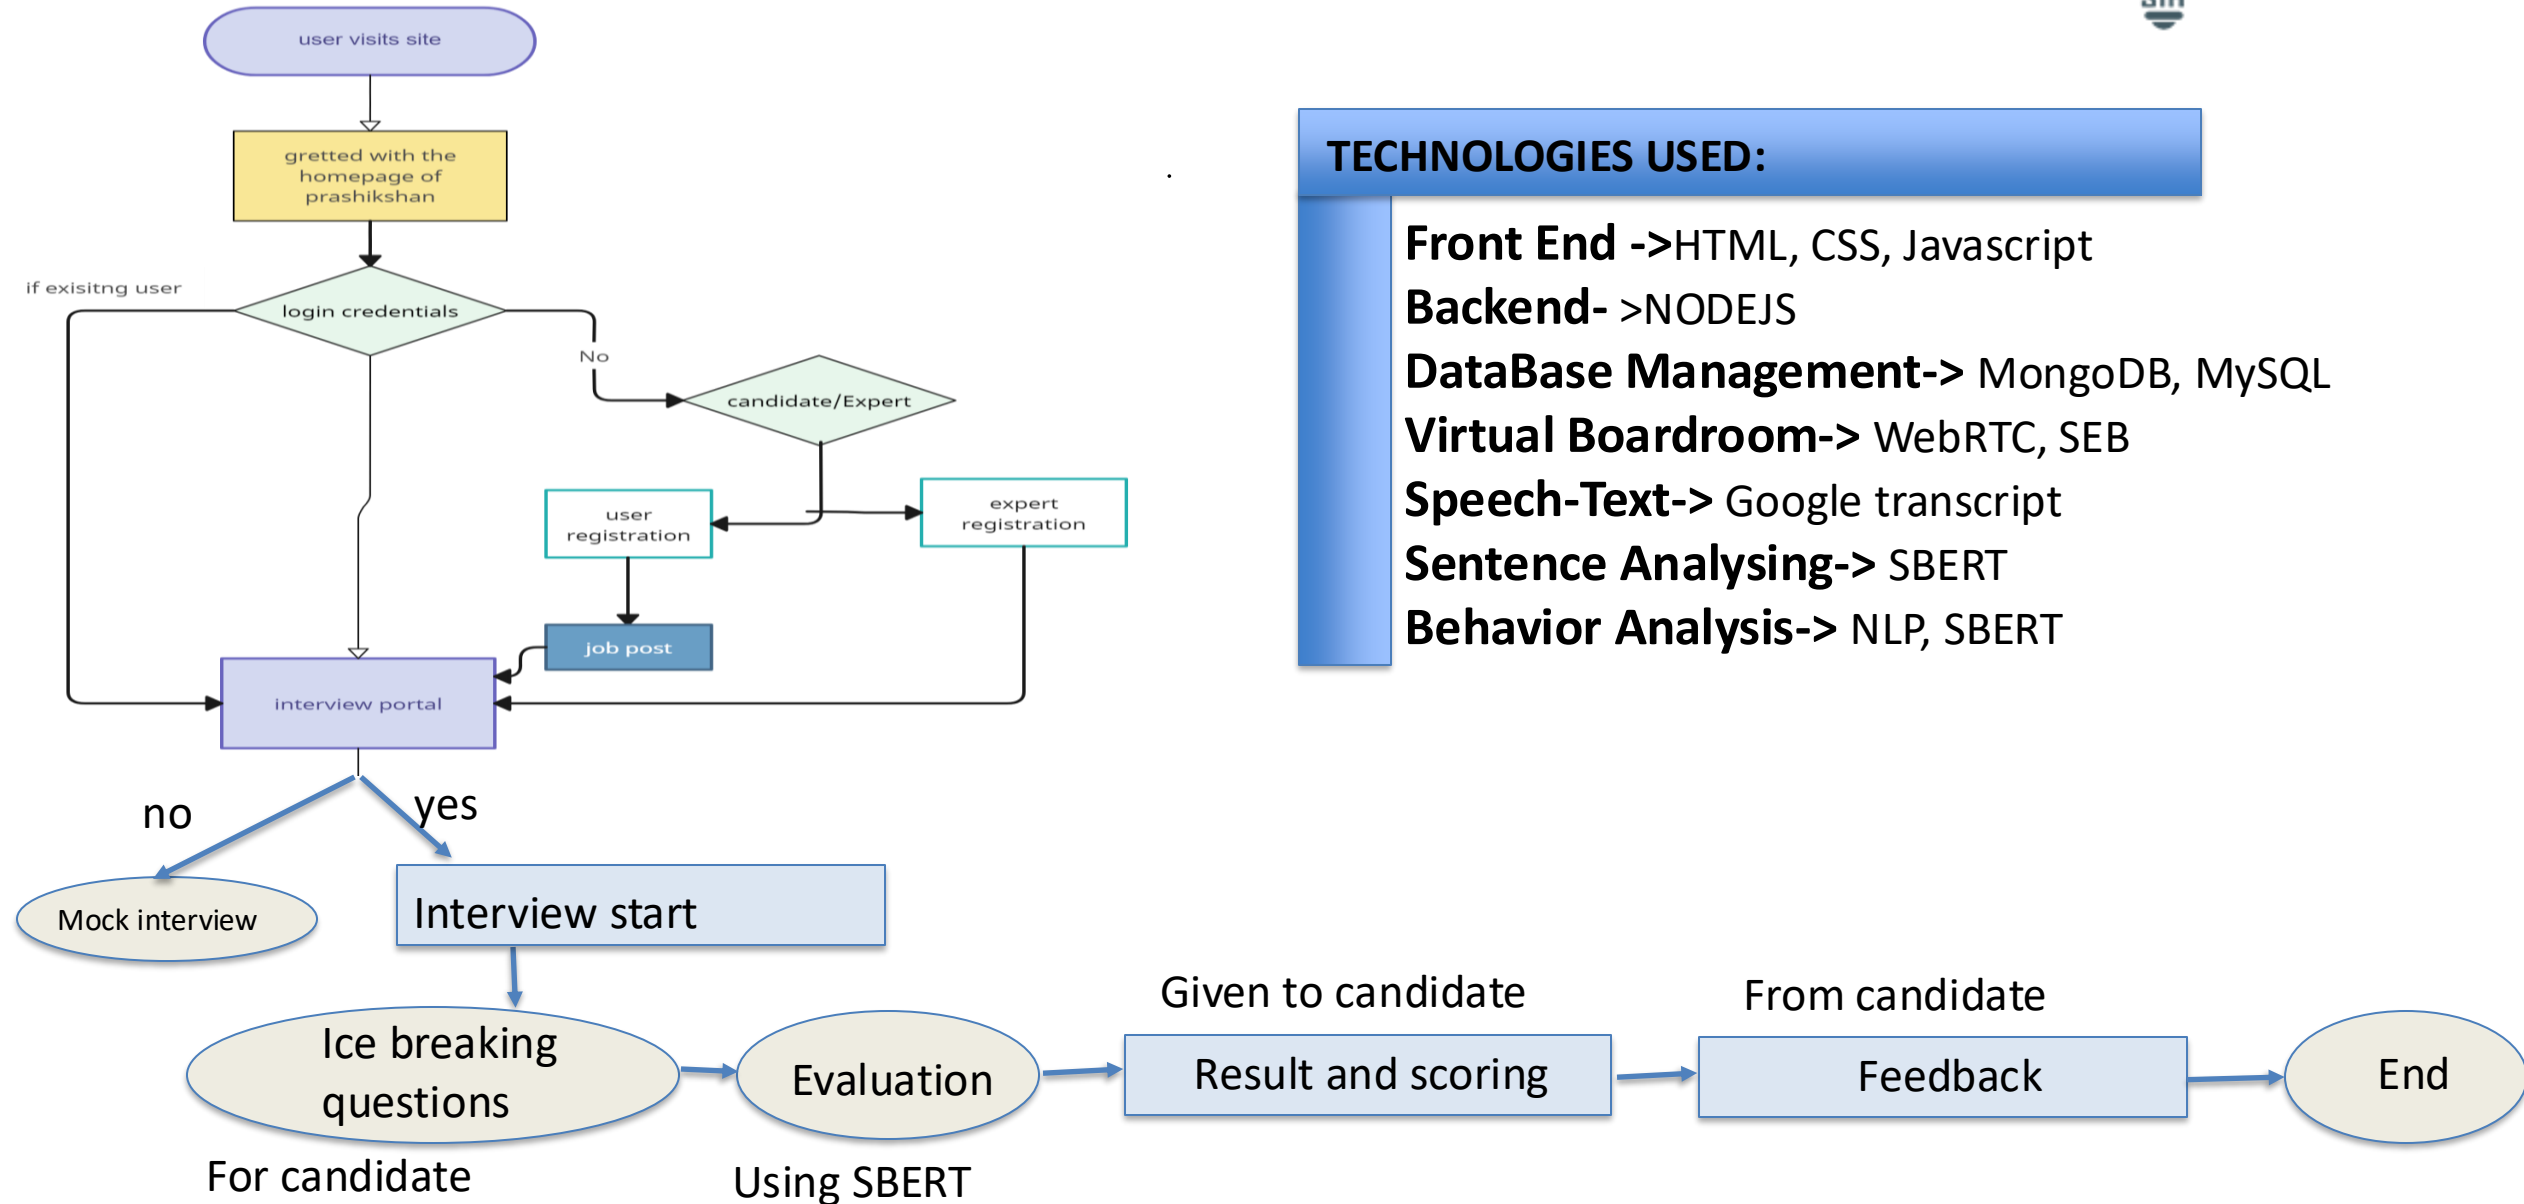 user visits site
gretted with the
homepage of
prashikshan
if exisitng user
login credentials
No
candidate/Expert
user
registration
expert
registration
job post
interview portal
no
yes
Mock interview
Interview start
Ice breaking
questions
For candidate
Evaluation
Using SBERT
Given to candidate
Result and scoring
From candidate
Feedback
End
TECHNOLOGIES USED:
Front End ->HTML, CSS, Javascript
Backend- >NODEJS
DataBase Management-> MongoDB, MySQL
Virtual Boardroom-> WebRTC, SEB
Speech-Text-> Google transcript
Sentence Analysing-> SBERT
Behavior Analysis-> NLP, SBERT